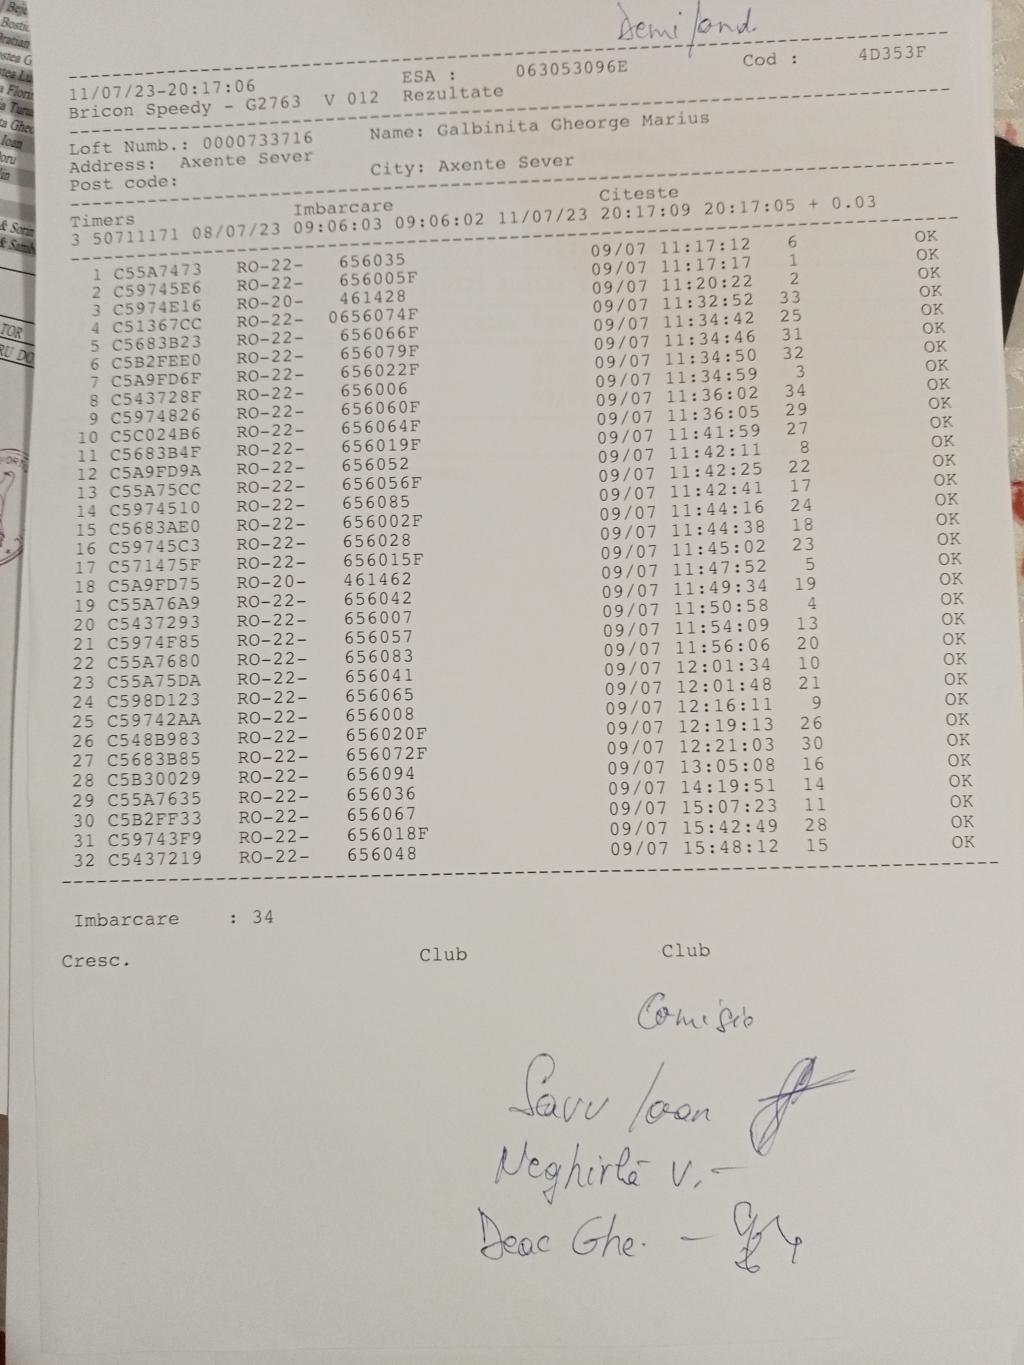 Demifond
11/07/23-20:17:06 ESA : 063053096E Cod : 4D353F
Bricon Speedy - G2763 V 012 Rezultate
Loft Numb.: 0000733716 Name: Galbinita Gheorge Marius
Address: Axente Sever City: Axente Sever
Post code:
Timers Imbarcare Citeste
3 50711171 08/07/23 09:06:03 09:06:02 11/07/23 20:17:09 20:17:05 + 0.03
1 C55A7473 RO-22- 656035 09/07 11:17:12 6 OK
2 C59745E6 RO-22- 656005F 09/07 11:17:17 1 OK
3 C5974E16 RO-20- 461428 09/07 11:20:22 2 OK
4 C51367CC RO-22- 0656074F 09/07 11:32:52 33 OK
5 C5683B23 RO-22- 656066F 09/07 11:34:42 25 OK
6 C5B2FEE0 RO-22- 656079F 09/07 11:34:46 31 OK
7 C5A9FD6F RO-22- 656022F 09/07 11:34:50 32 OK
8 C543728F RO-22- 656006 09/07 11:34:59 3 OK
9 C5974826 RO-22- 656060F 09/07 11:36:02 34 OK
10 C5C024B6 RO-22- 656064F 09/07 11:36:05 29 OK
11 C5683B4F RO-22- 656019F 09/07 11:41:59 27 OK
12 C5A9FD9A RO-22- 656052 09/07 11:42:11 8 OK
13 C55A75CC RO-22- 656056F 09/07 11:42:25 22 OK
14 C5974510 RO-22- 656085 09/07 11:42:41 17 OK
15 C5683AE0 RO-22- 656002F 09/07 11:44:16 24 OK
16 C59745C3 RO-22- 656028 09/07 11:44:38 18 OK
17 C571475F RO-22- 656015F 09/07 11:45:02 23 OK
18 C5A9FD75 RO-20- 461462 09/07 11:47:52 5 OK
19 C55A76A9 RO-22- 656042 09/07 11:49:34 19 OK
20 C5437293 RO-22- 656007 09/07 11:50:58 4 OK
21 C5974F85 RO-22- 656057 09/07 11:54:09 13 OK
22 C55A7680 RO-22- 656083 09/07 11:56:06 20 OK
23 C55A75DA RO-22- 656041 09/07 12:01:34 10 OK
24 C598D123 RO-22- 656065 09/07 12:01:48 21 OK
25 C59742AA RO-22- 656008 09/07 12:16:11 9 OK
26 C548B983 RO-22- 656020F 09/07 12:19:13 26 OK
27 C5683B85 RO-22- 656072F 09/07 12:21:03 30 OK
28 C5B30029 RO-22- 656094 09/07 13:05:08 16 OK
29 C55A7635 RO-22- 656036 09/07 14:19:51 14 OK
30 C5B2FF33 RO-22- 656067 09/07 15:07:23 11 OK
31 C59743F9 RO-22- 656018F 09/07 15:42:49 28 OK
32 C5437219 RO-22- 656048 09/07 15:48:12 15 OK
Imbarcare : 34
Cresc. Club Club
Comisio
Savu Ioan
Neghirlă V. -
Deac Ghe. -